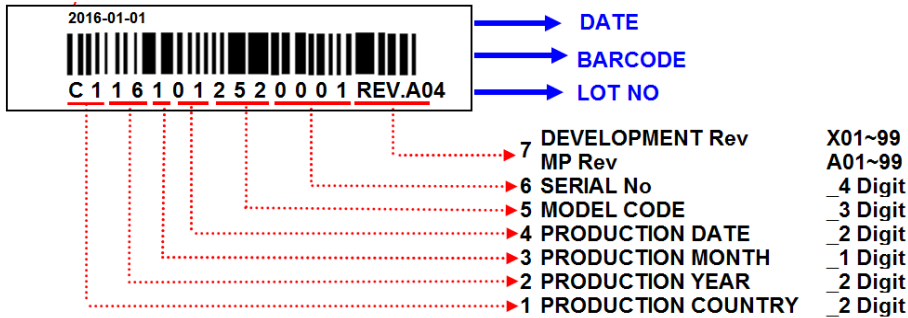 2016-01-01
DATE
BARCODE
C 1 1 6 1 0 1 2 5 2 0 0 0 1 REV.A04
LOT NO
7 DEVELOPMENT Rev X01~99
MP Rev A01~99
6 SERIAL No _4 Digit
5 MODEL CODE _3 Digit
4 PRODUCTION DATE _2 Digit
3 PRODUCTION MONTH _1 Digit
2 PRODUCTION YEAR _2 Digit
1 PRODUCTION COUNTRY _2 Digit